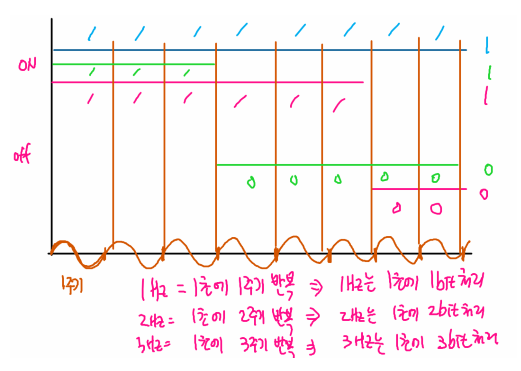 1 1 1 1 1 1 1 1 1
ON
1 1 1 1
1
1 1 1 1 1 1
off
0
0 0 0 0 0
0
0 0
1주기
1Hz = 1초에 1주기 반복 ⇒ 1Hz는 1초에 1bit 처리
2Hz = 1초에 2주기 반복 ⇒ 2Hz는 1초에 2bit 처리
3Hz = 1초에 3주기 반복 ⇒ 3Hz는 1초에 3bit 처리